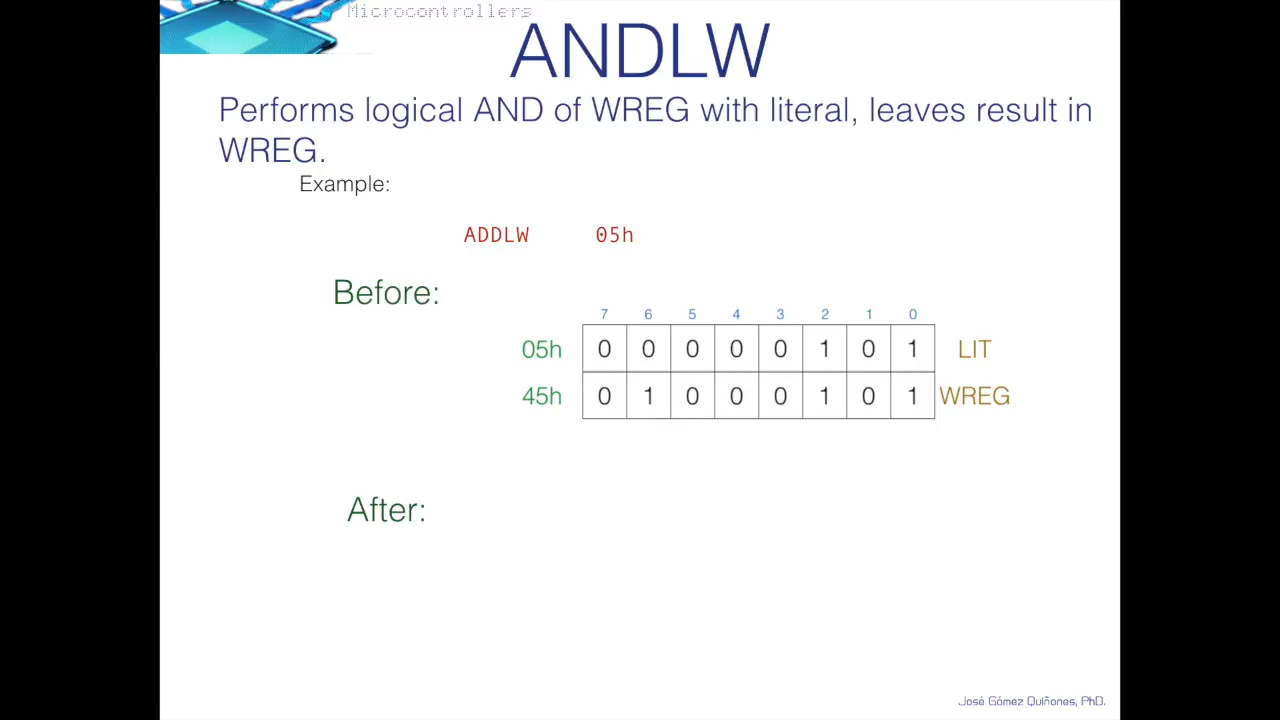 Microcontrollers
ANDLW
Performs logical AND of WREG with literal, leaves result in
WREG.
Example:
ADDLW 05h
Before:
7 6 5 4 3 2 1 0
05h 0 0 0 0 0 1 0 1 LIT
45h 0 1 0 0 0 1 0 1 WREG
After:
José Gómez Quiñones, PhD.